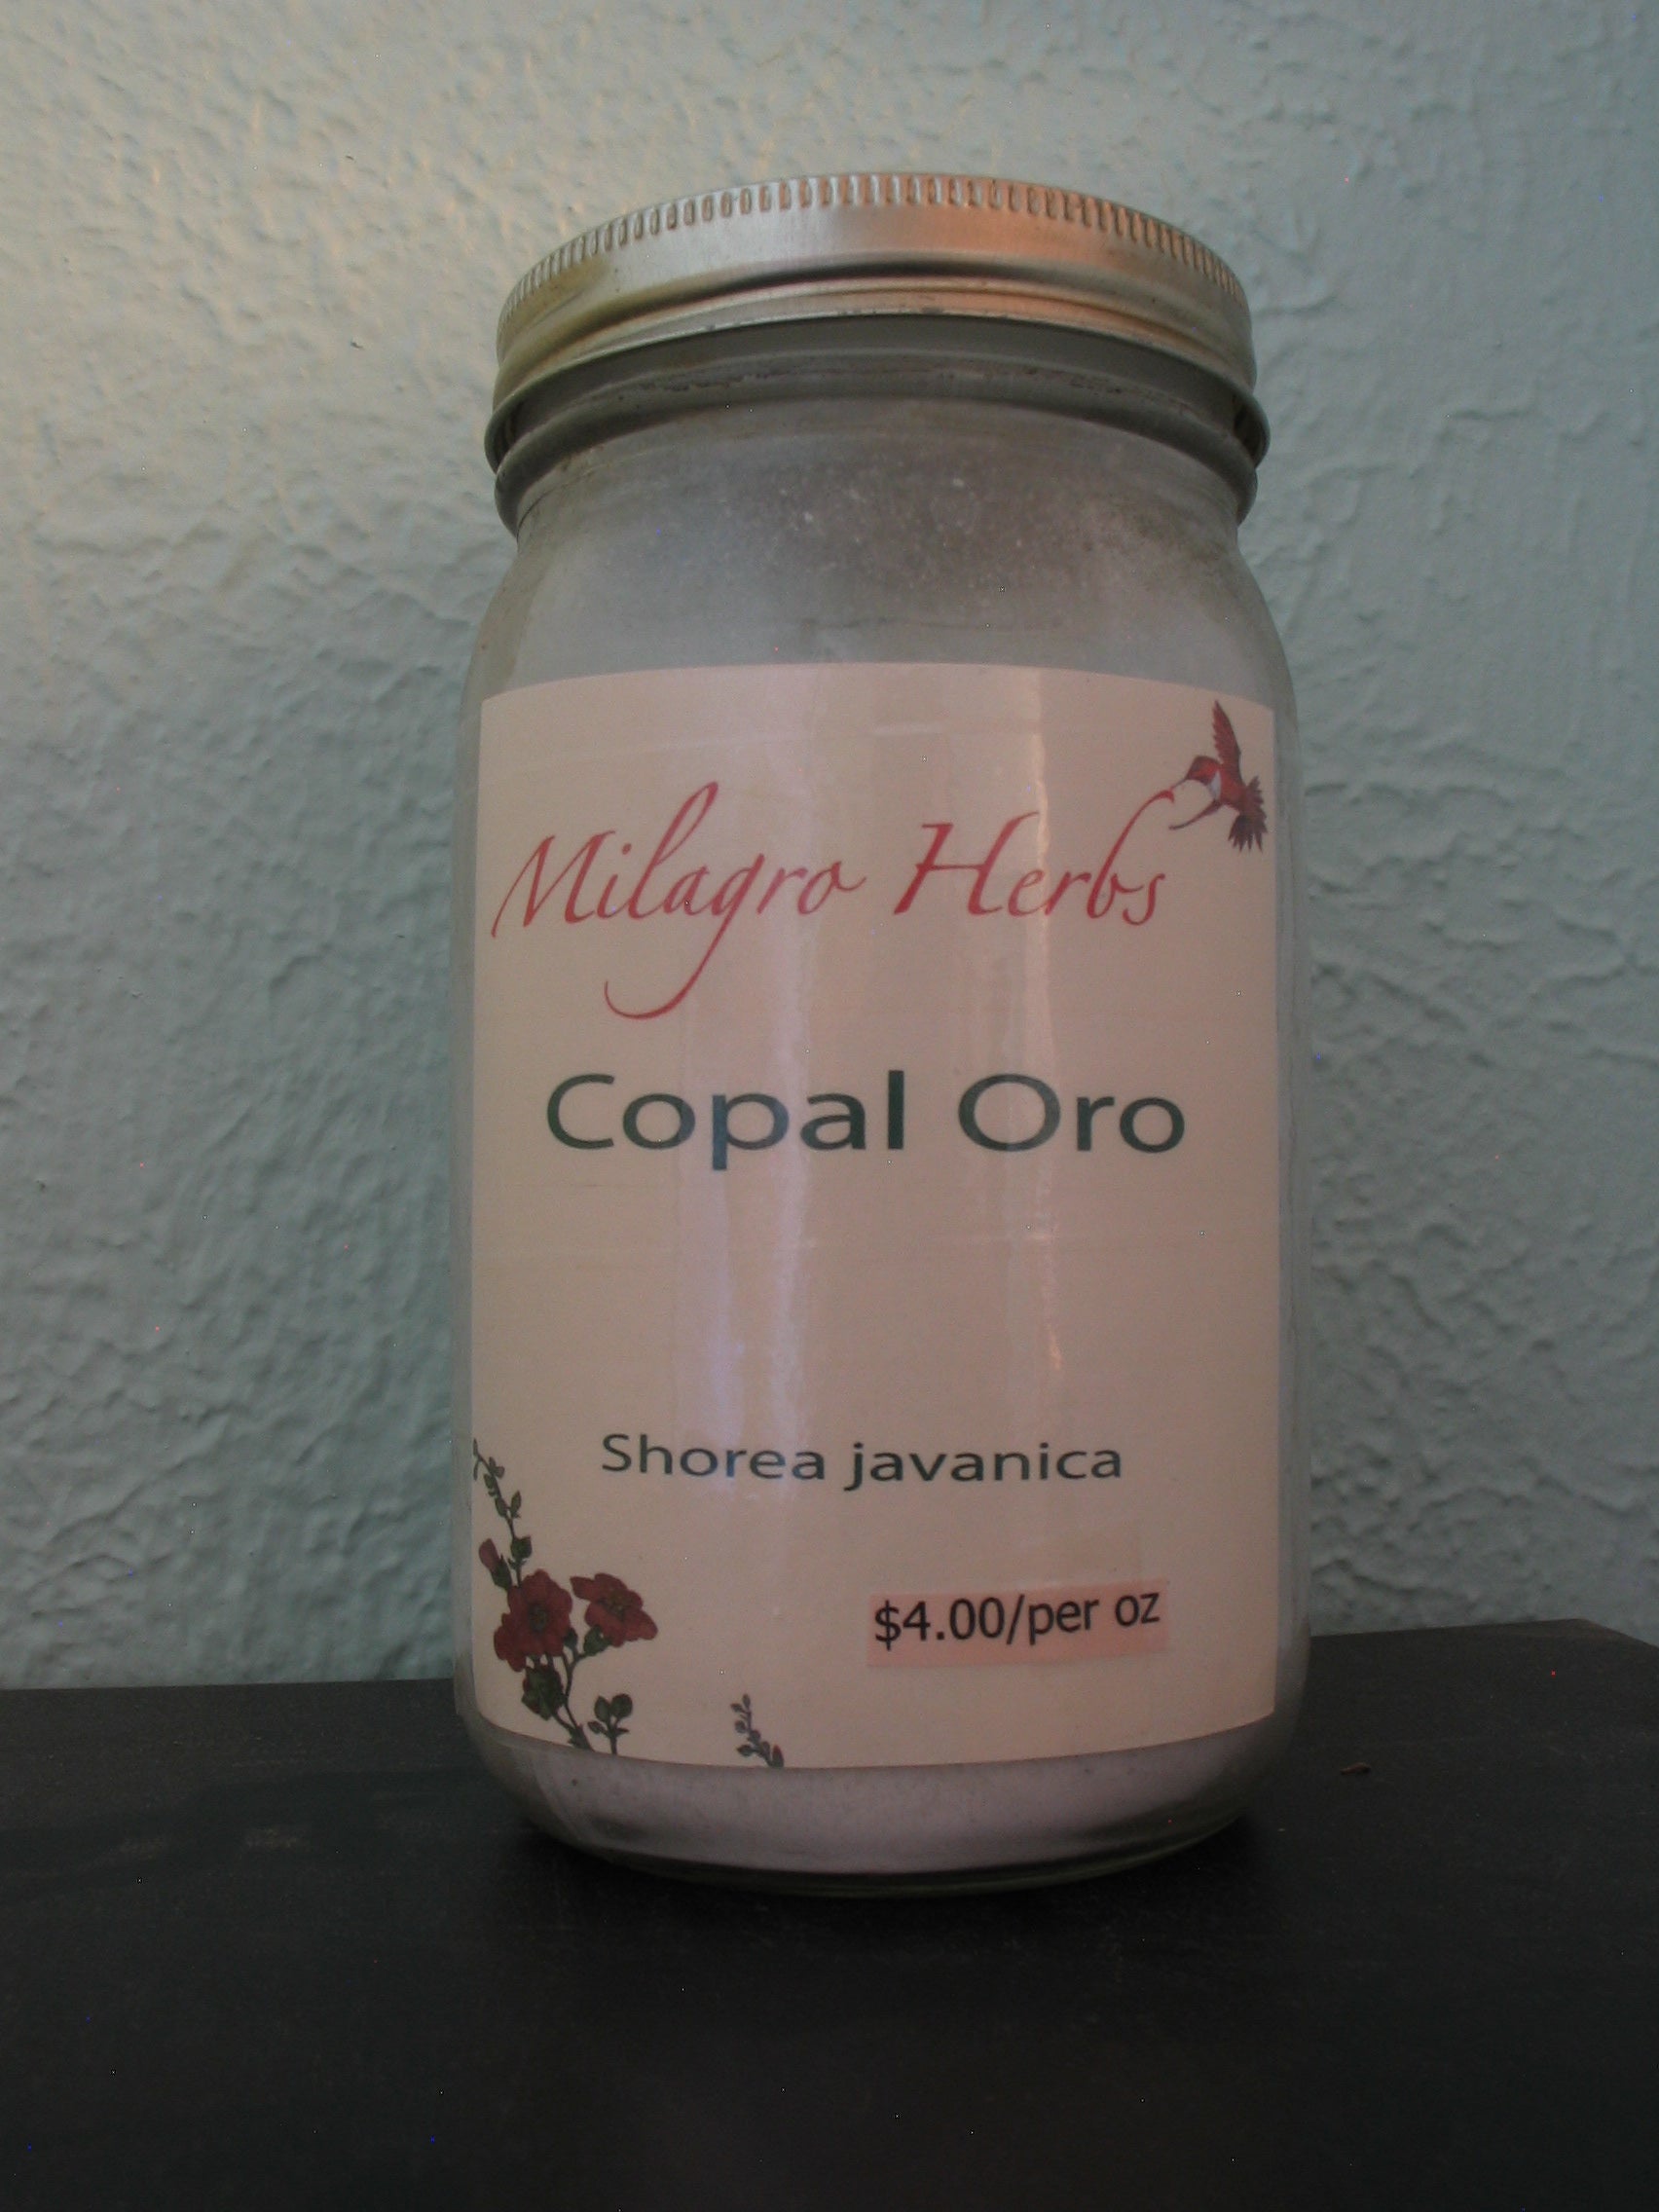 Milagro Herbs
Copal Oro
Shorea javanica
$4.00/per oz